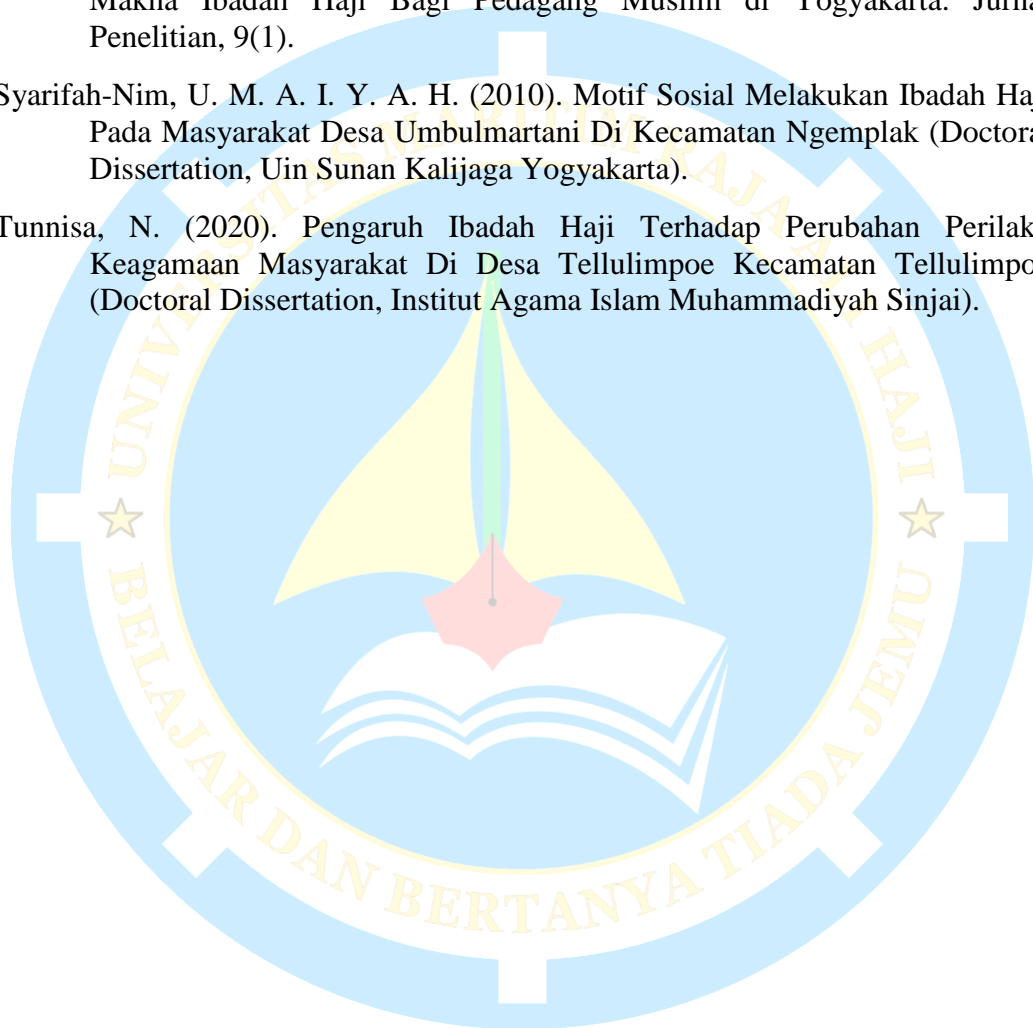 Makna Ibadah Haji Bagi Pedagang Muslim di Yogyakarta. Jurna
Penelitian, 9(1).
Syarifah-Nim, U. M. A. I. Y. A. H. (2010). Motif Sosial Melakukan Ibadah Haj
Pada Masyarakat Desa Umbulmartani Di Kecamatan Ngemplak (Doctora
Dissertation, Uin Sunan Kalijaga Yogyakarta).
Tunnisa, N. (2020). Pengaruh Ibadah Haji Terhadap Perubahan Perilak
Keagamaan Masyarakat Di Desa Tellulimpoe Kecamatan Tellulimpo
(Doctoral Dissertation, Institut Agama Islam Muhammadiyah Sinjai).
UNIVERSITAS MARITIM RAJA ALI HAJI
BELAJAR DAN BERTANYA TIADA JEMU